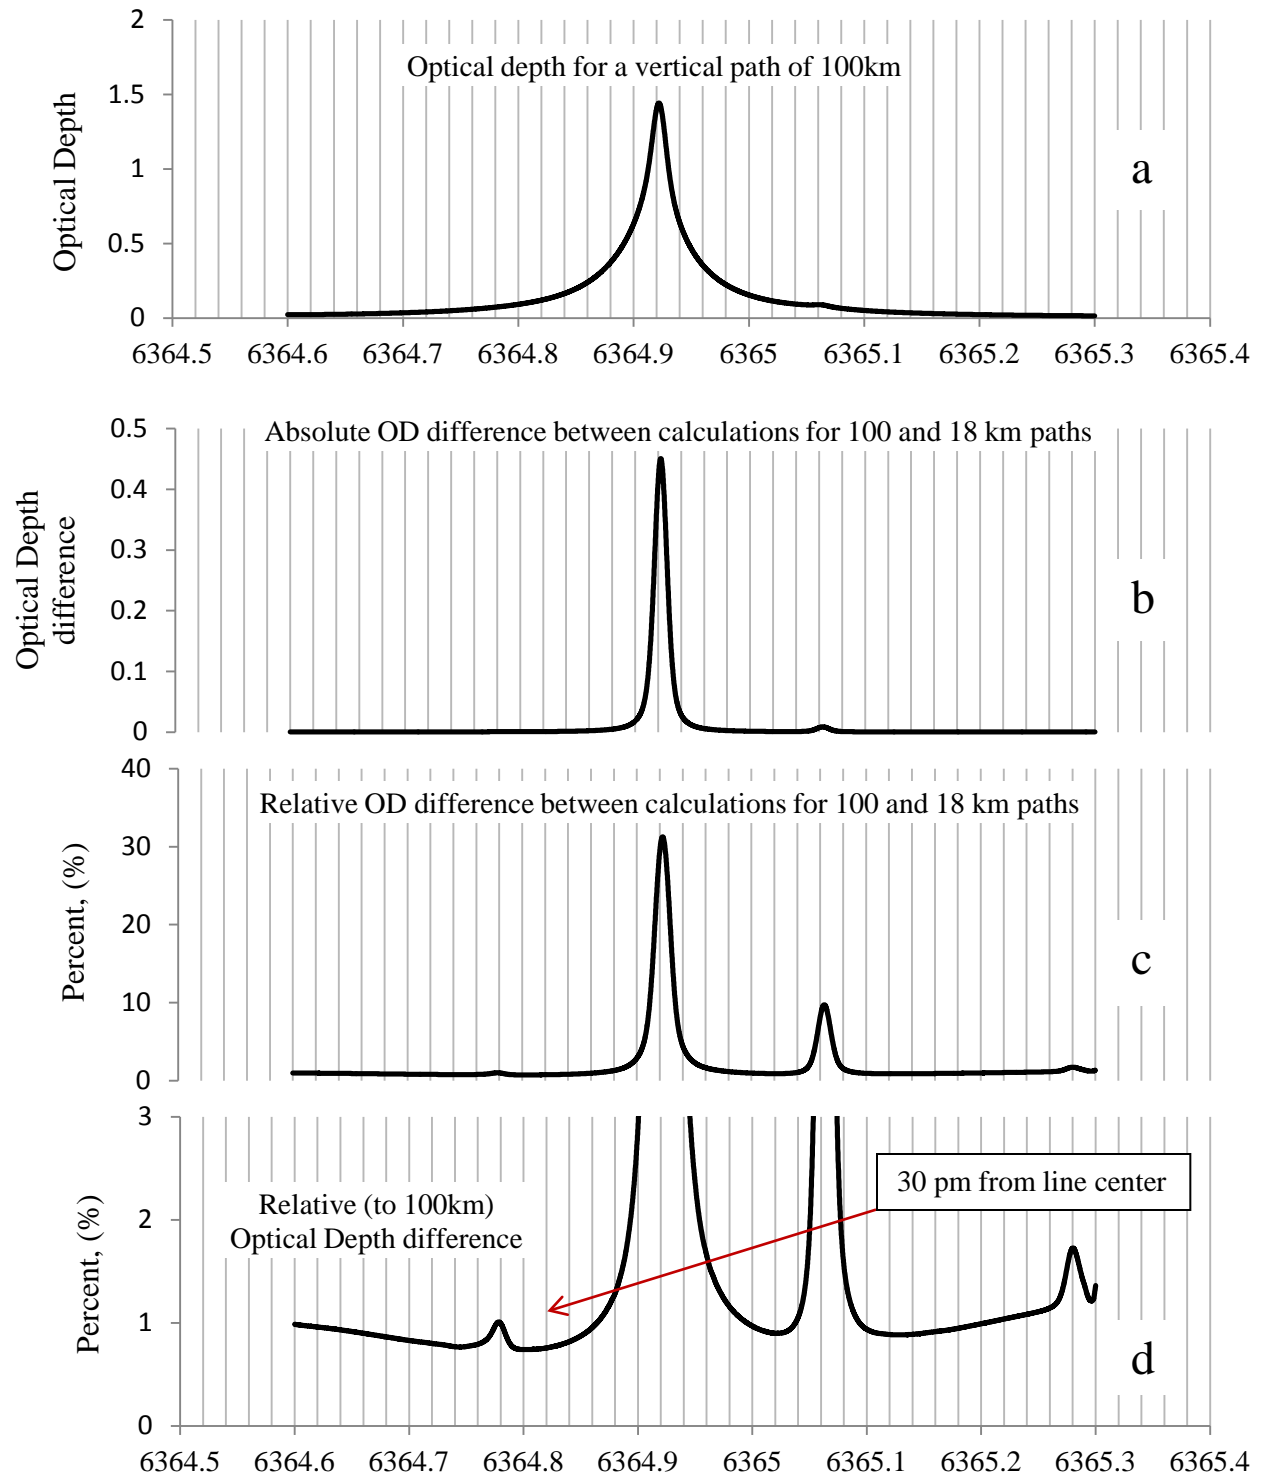 2
Optical depth for a vertical path of 100km
1.5
1
0.5
0
Optical Depth
a
6364.5 6364.6 6364.7 6364.8 6364.9 6365 6365.1 6365.2 6365.3 6365.4
0.5
Absolute OD difference between calculations for 100 and 18 km paths
0.4
0.3
0.2
0.1
0
Optical Depth
difference
b
40
Relative OD difference between calculations for 100 and 18 km paths
30
20
10
0
Percent, (%)
c
3
30 pm from line center
Relative (to 100km)
Optical Depth difference
2
1
0
Percent, (%)
d
6364.5 6364.6 6364.7 6364.8 6364.9 6365 6365.1 6365.2 6365.3 6365.4